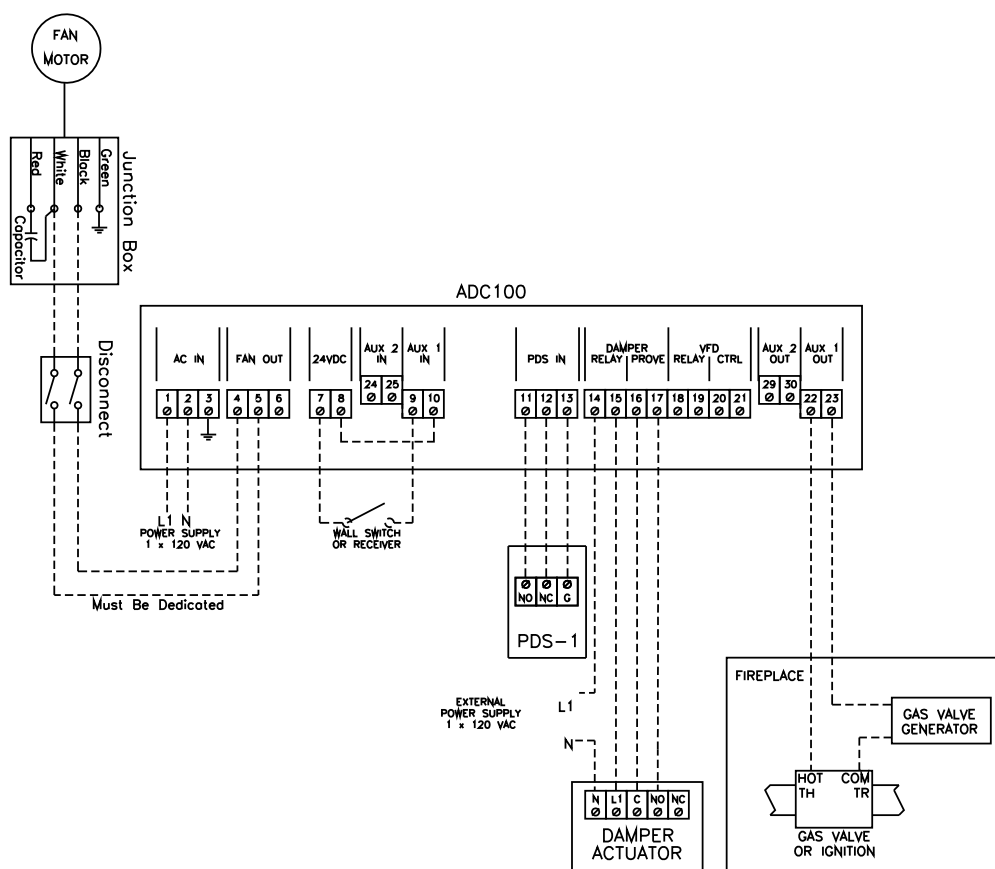 FAN
MOTOR
Red
White
Black
Green
Capacitor
Junction Box
Disconnect
ADC100
AC IN
FAN OUT
24VDC
AUX 2
IN
AUX 1
IN
PDS IN
DAMPER
RELAY PROVE
VFD
RELAY CTRL
AUX 2
OUT
AUX 1
OUT
24 25
29 30
1 2 3 4 5 6 7 8 9 10 11 12 13 14 15 16 17 18 19 20 21 22 23
L1 N
POWER SUPPLY
1 x 120 VAC
WALL SWITCH
OR RECEIVER
Must Be Dedicated
NO NC G
PDS-1
EXTERNAL
POWER SUPPLY
1 x 120 VAC
L1
N
N L1 C NO NC
DAMPER
ACTUATOR
FIREPLACE
GAS VALVE
GENERATOR
HOT COM
TH TR
GAS VALVE
OR IGNITION